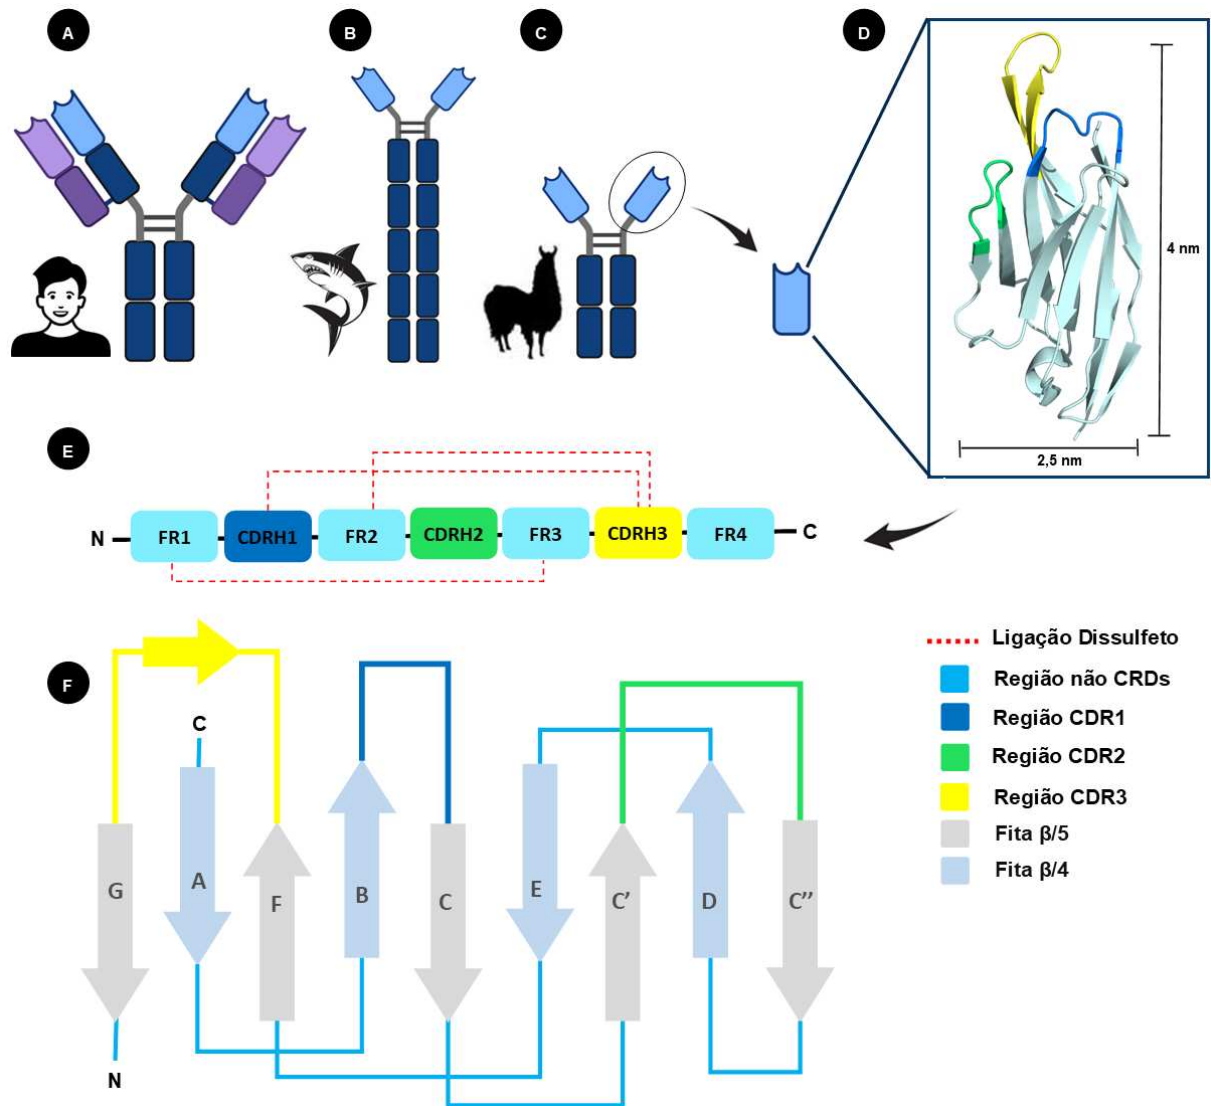 A
B
C
D
4 nm
2,5 nm
E
N
FR1
CDRH1
FR2
CDRH2
FR3
CDRH3
FR4
C
Ligação Dissulfeto
Região não CRDs
Região CDR1
Região CDR2
Região CDR3
Fita β/5
Fita β/4
F
C
G
A
F
B
C
E
C’
D
C’’
N